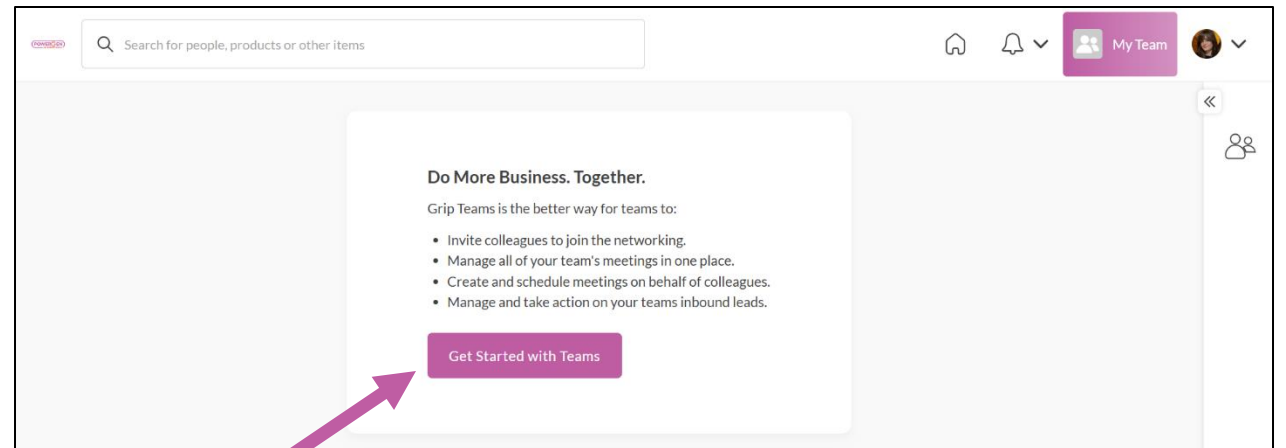 POWERGEN
Search for people, products or other items
My Team
Do More Business. Together.
Grip Teams is the better way for teams to:
• Invite colleagues to join the networking.
• Manage all of your team's meetings in one place.
• Create and schedule meetings on behalf of colleagues.
• Manage and take action on your teams inbound leads.
Get Started with Teams